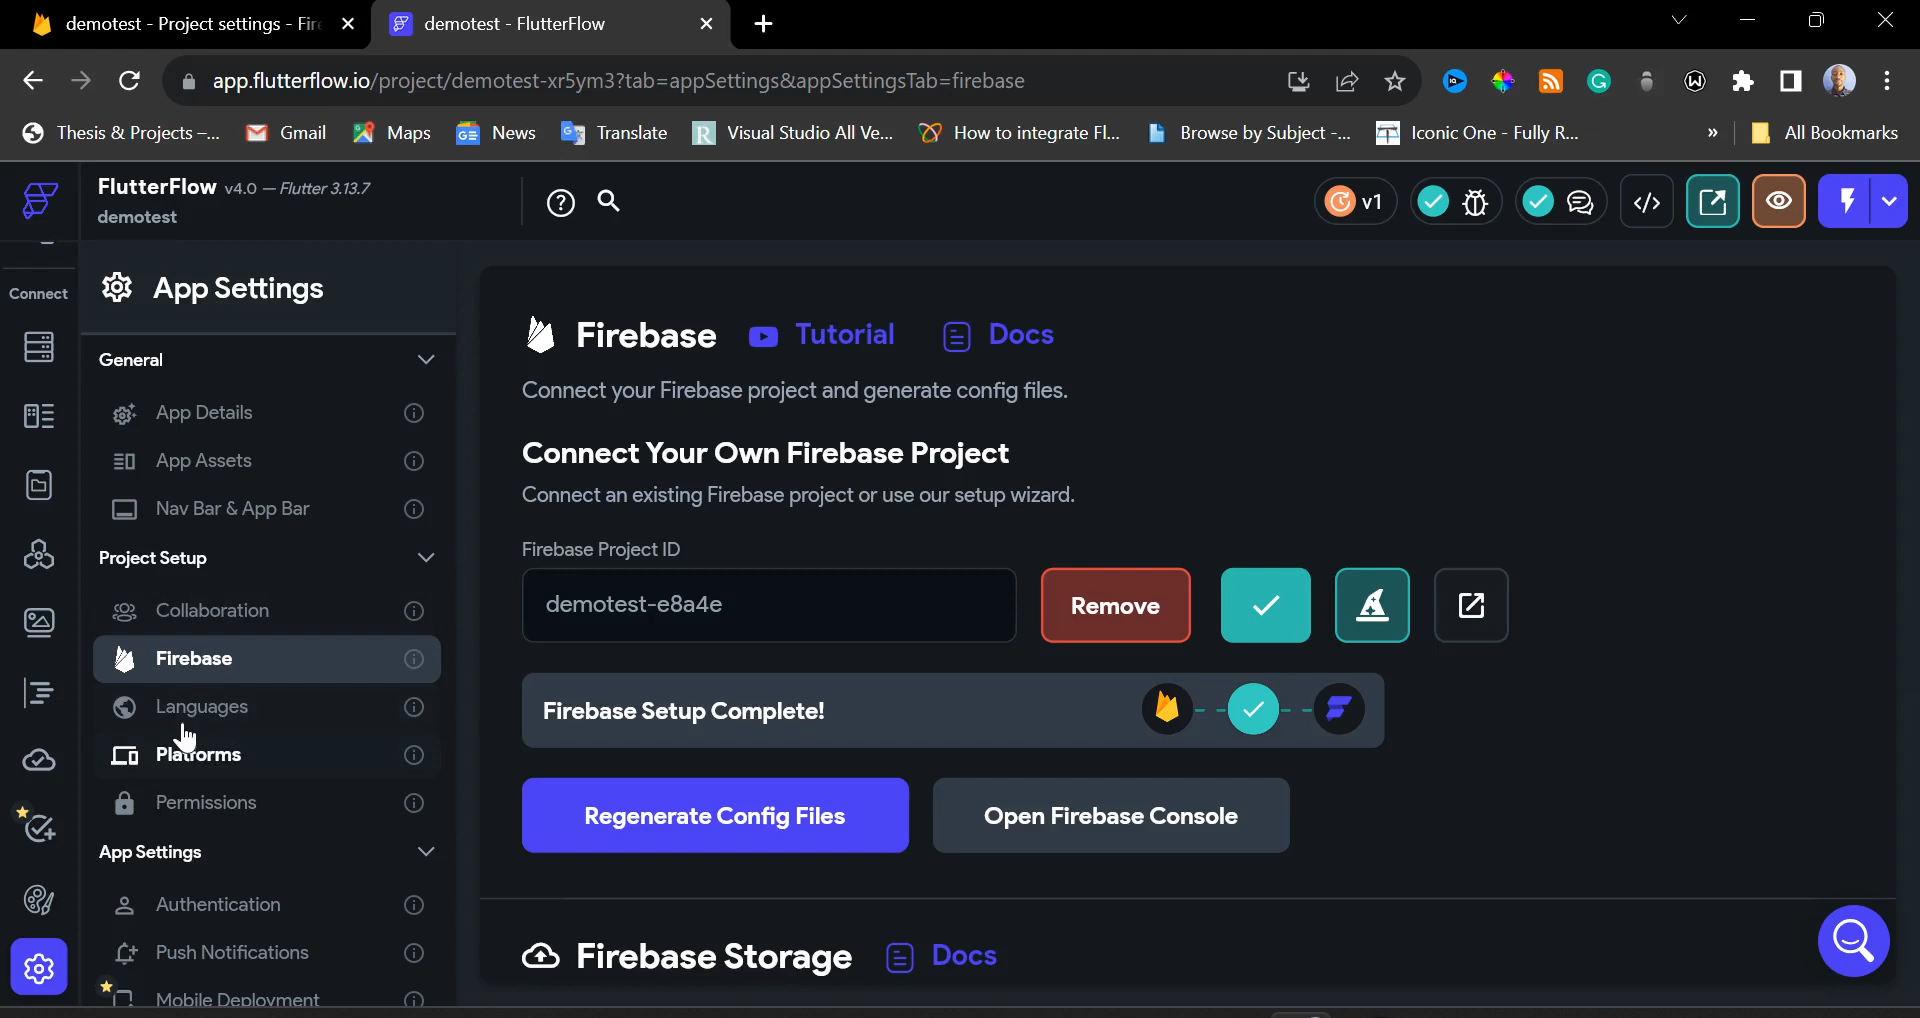 demotest - Project settings - Fire
demotest - FlutterFlow
app.flutterflow.io/project/demotest-xr5ym3?tab=appSettings&appSettingsTab=firebase
Thesis & Projects –...
Gmail
Maps
News
Translate
Visual Studio All Ve...
How to integrate Fl...
Browse by Subject -...
Iconic One - Fully R...
»
All Bookmarks
FlutterFlow v4.0 — Flutter 3.13.7
demotest
v1
Connect
App Settings
General
App Details
App Assets
Nav Bar & App Bar
Project Setup
Collaboration
Firebase
Languages
Platforms
Permissions
App Settings
Authentication
Push Notifications
Mobile Deployment
Firebase
Tutorial
Docs
Connect your Firebase project and generate config files.
Connect Your Own Firebase Project
Connect an existing Firebase project or use our setup wizard.
Firebase Project ID
demotest-e8a4e
Remove
Firebase Setup Complete!
Regenerate Config Files
Open Firebase Console
Firebase Storage
Docs